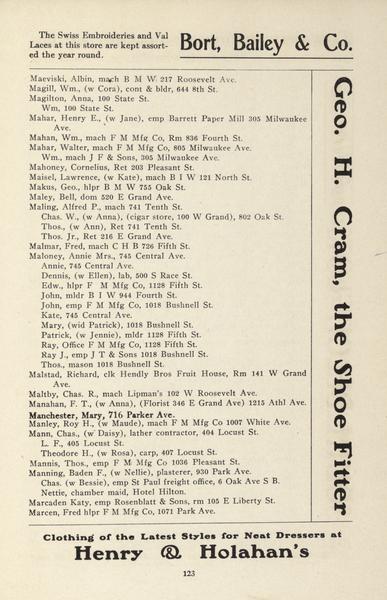 The Swiss Embroideries and Val
Laces at this store are kept assort-
ed the year round.
Bort, Bailey & Co.
Maeviski, Albin, mach B M W 217 Roosevelt Ave.
Magill, Wm., (w Cora), cont & bldr, 644 8th St.
Magilton, Anna, 100 State St.
Wm, 100 State St.
Mahar, Henry E., (w Jane), emp Barrett Paper Mill 305 Milwaukee
Ave.
Mahan, Wm., mach F M Mfg Co, Rm 836 Fourth St.
Mahar, Walter, mach F M Mfg Co, 805 Milwaukee Ave.
Wm., mach J F & Sons, 305 Milwaukee Ave.
Mahoney, Cornelius, Ret 203 Pleasant St.
Maisel, Lawrence, (w Kate), mach B I W 121 North St.
Makus, Geo., hlpr B M W 755 Oak St.
Maley, Bell, dom 520 E Grand Ave.
Maling, Alfred P., mach 741 Tenth St.
Chas. W., (w Anna), (cigar store, 100 W Grand), 802 Oak St.
Thos., (w Ann), Ret 741 Tenth St.
Thos. Jr., Ret 216 E Grand Ave.
Malmar, Fred, mach C H B 726 Fifth St.
Maloney, Annie Mrs., 745 Central Ave.
Annie, 745 Central Ave.
Dennis, (w Ellen), lab, 500 S Race St.
Edw., hlpr F M Mfg Co, 1128 Fifth St.
John, mldr B I W 944 Fourth St.
John, emp F M Mfg Co, 1018 Bushnell St.
Kate, 745 Central Ave.
Mary, (wid Patrick), 1018 Bushnell St.
Patrick, (w Jennie), mldr 1128 Fifth St.
Ray, Office F M Mfg Co, 1128 Fifth St.
Ray J., emp J T & Sons 1018 Bushnell St.
Thos., mason 1018 Bushnell St.
Malstad, Richard, clk Hendly Bros Fruit House, Rm 141 W Grand
Ave.
Maltby, Chas. R., mach Lipman's 102 W Roosevelt Ave.
Manahan, F. T., (w Anna), (Florist 346 E Grand Ave) 1215 Athl Ave.
Manchester, Mary, 716 Parker Ave.
Manley, Roy H., (w Maude), mach F M Mfg Co 1007 White Ave.
Mann, Chas., (w Daisy), lather contractor, 404 Locust St.
L. F., 405 Locust St.
Theodore H., (w Rosa), carp, 407 Locust St.
Mannis, Thos., emp F M Mfg Co 1036 Pleasant St.
Manning, Baden F., (w Nellie), plasterer, 930 Park Ave.
Chas. (w Bessie), emp St Paul freight office, 6 Oak Ave S B.
Nettie, chamber maid, Hotel Hilton.
Marcaden Katy, emp Rosenblatt & Sons, rm 105 E Liberty St.
Marcen, Fred hlpr F M Mfg Co, 1071 Park Ave.
Geo. H. Cram, the Shoe Fitter
Clothing of the Latest Styles for Neat Dressers at
Henry & Holahan's
123